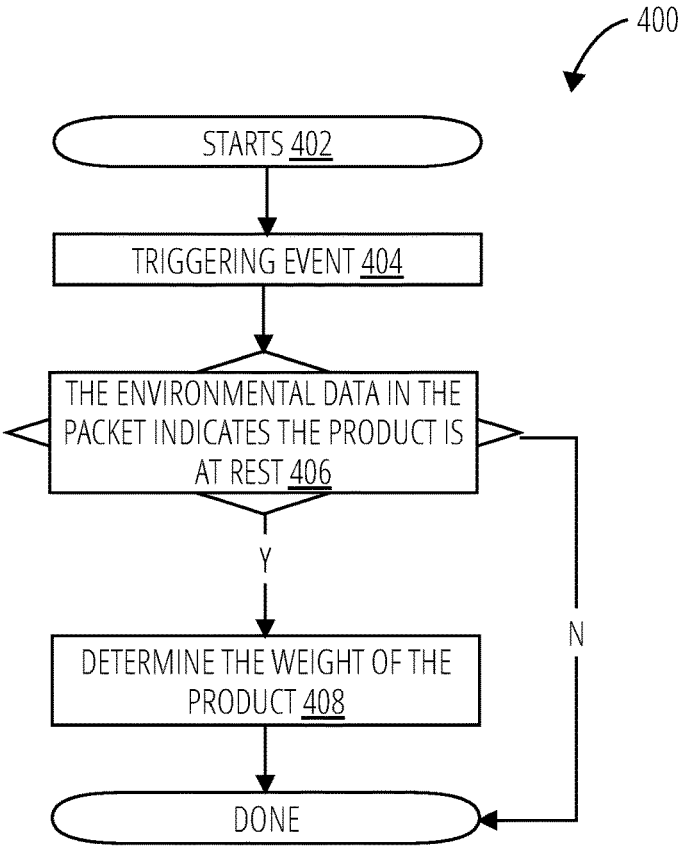 400
STARTS 402
TRIGGERING EVENT 404
THE ENVIRONMENTAL DATA IN THE
PACKET INDICATES THE PRODUCT IS
AT REST 406
Y
N
DETERMINE THE WEIGHT OF THE
PRODUCT 408
DONE